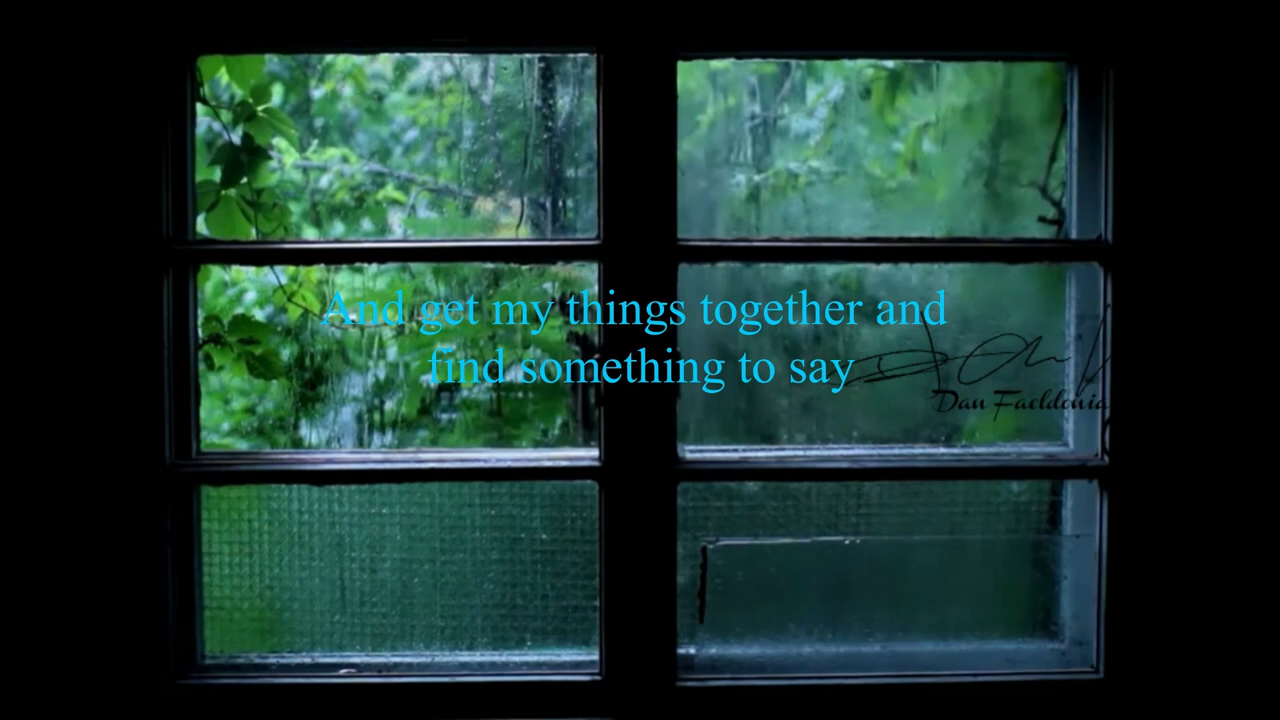 And get my things together and
find something to say
Dan Faeldonia